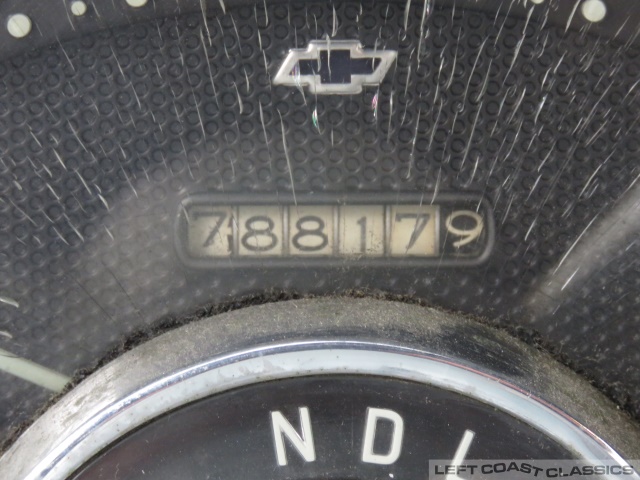 788179
N D L
LEFT COAST CLASSICS